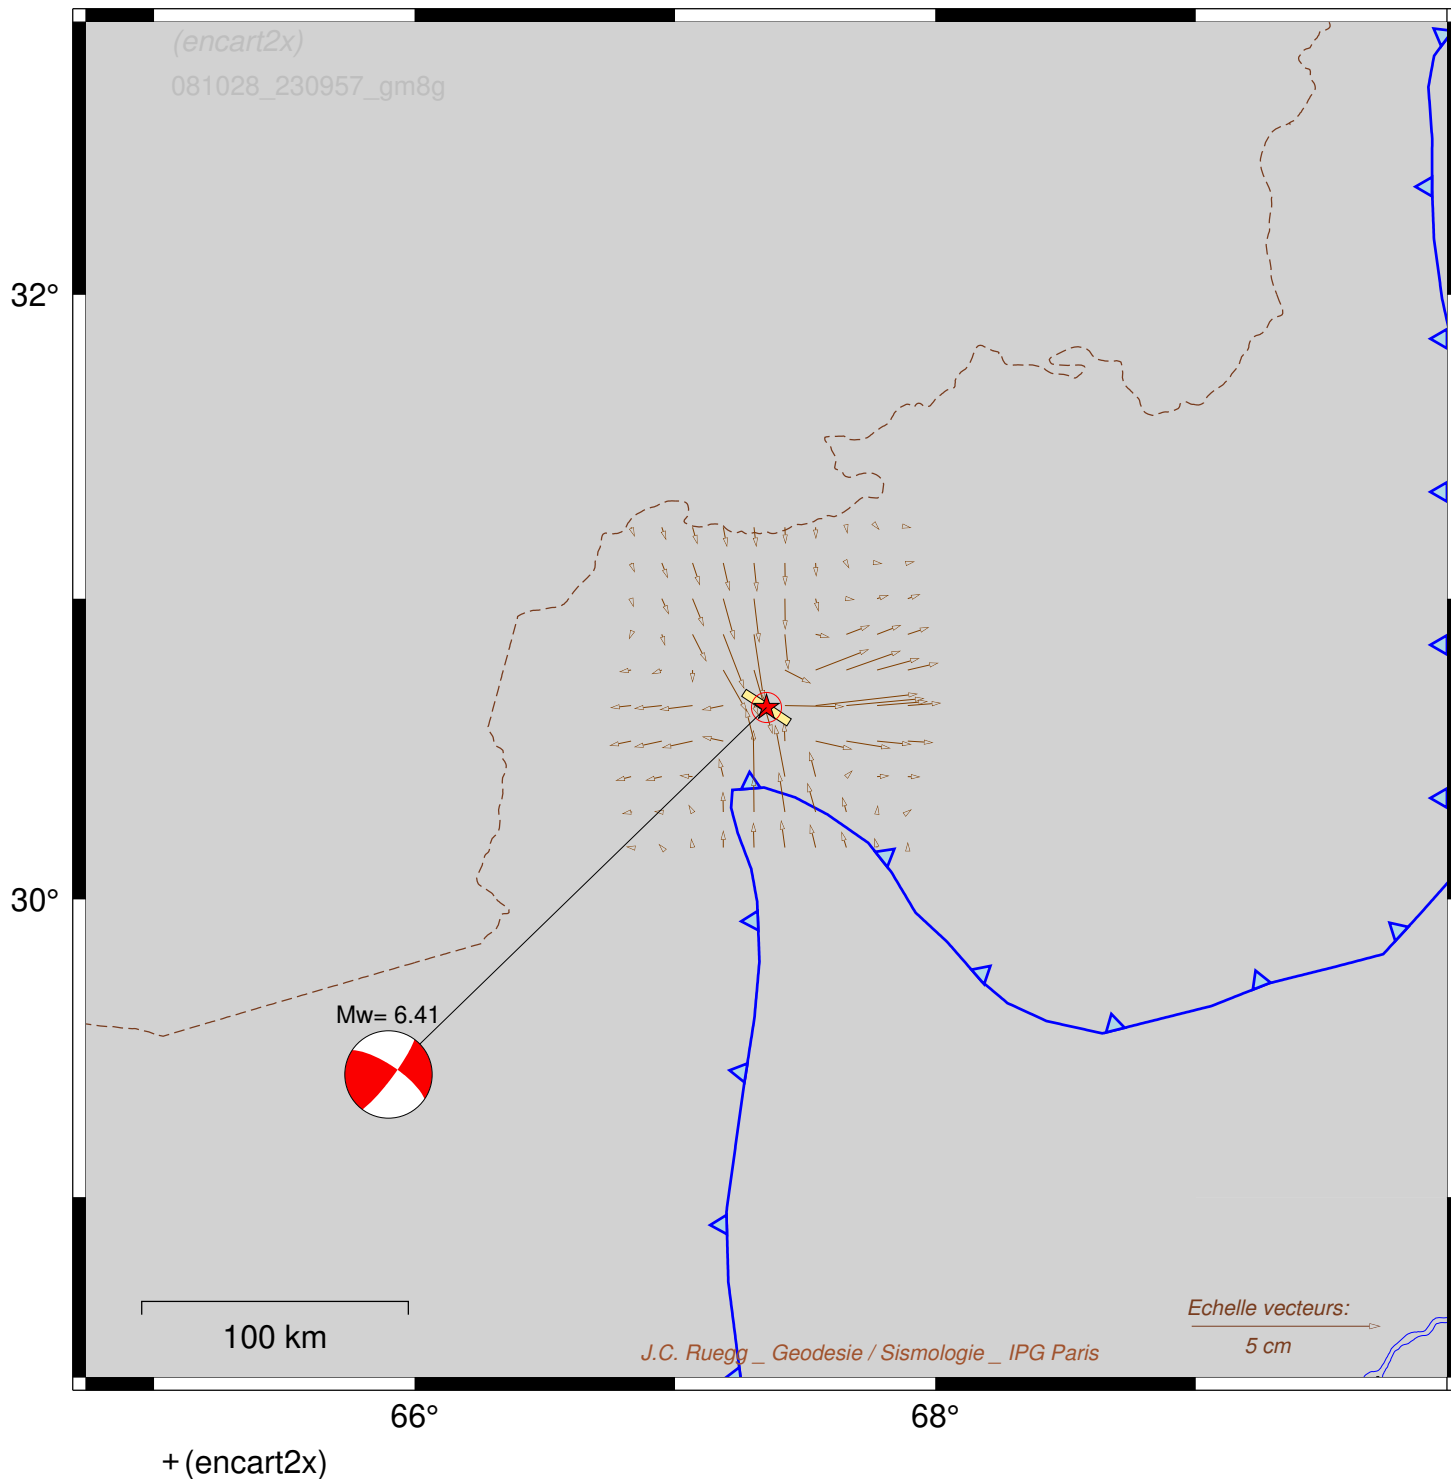 (encart2x)
081028_230957_gm8g
32°
30°
Mw= 6.41
100 km
Echelle vecteurs:
5 cm
J.C. Ruegg _ Geodesie / Sismologie _ IPG Paris
66°
68°
+ (encart2x)